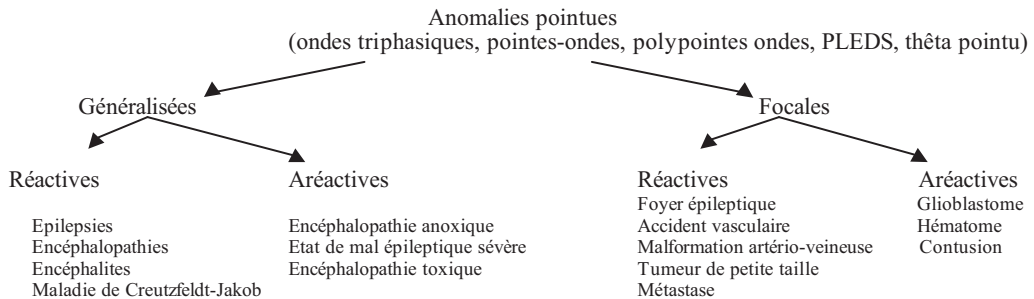 Anomalies pointues
(ondes triphasiques, pointes-ondes, polypointes ondes, PLEDS, thêta pointu)
Généralisées
Focales
Réactives
Aréactives
Réactives
Aréactives
Epilepsies
Encéphalopathies
Encéphalites
Maladie de Creutzfeldt-Jakob
Encéphalopathie anoxique
Etat de mal épileptique sévère
Encéphalopathie toxique
Foyer épileptique
Accident vasculaire
Malformation artério-veineuse
Tumeur de petite taille
Métastase
Glioblastome
Hématome
Contusion